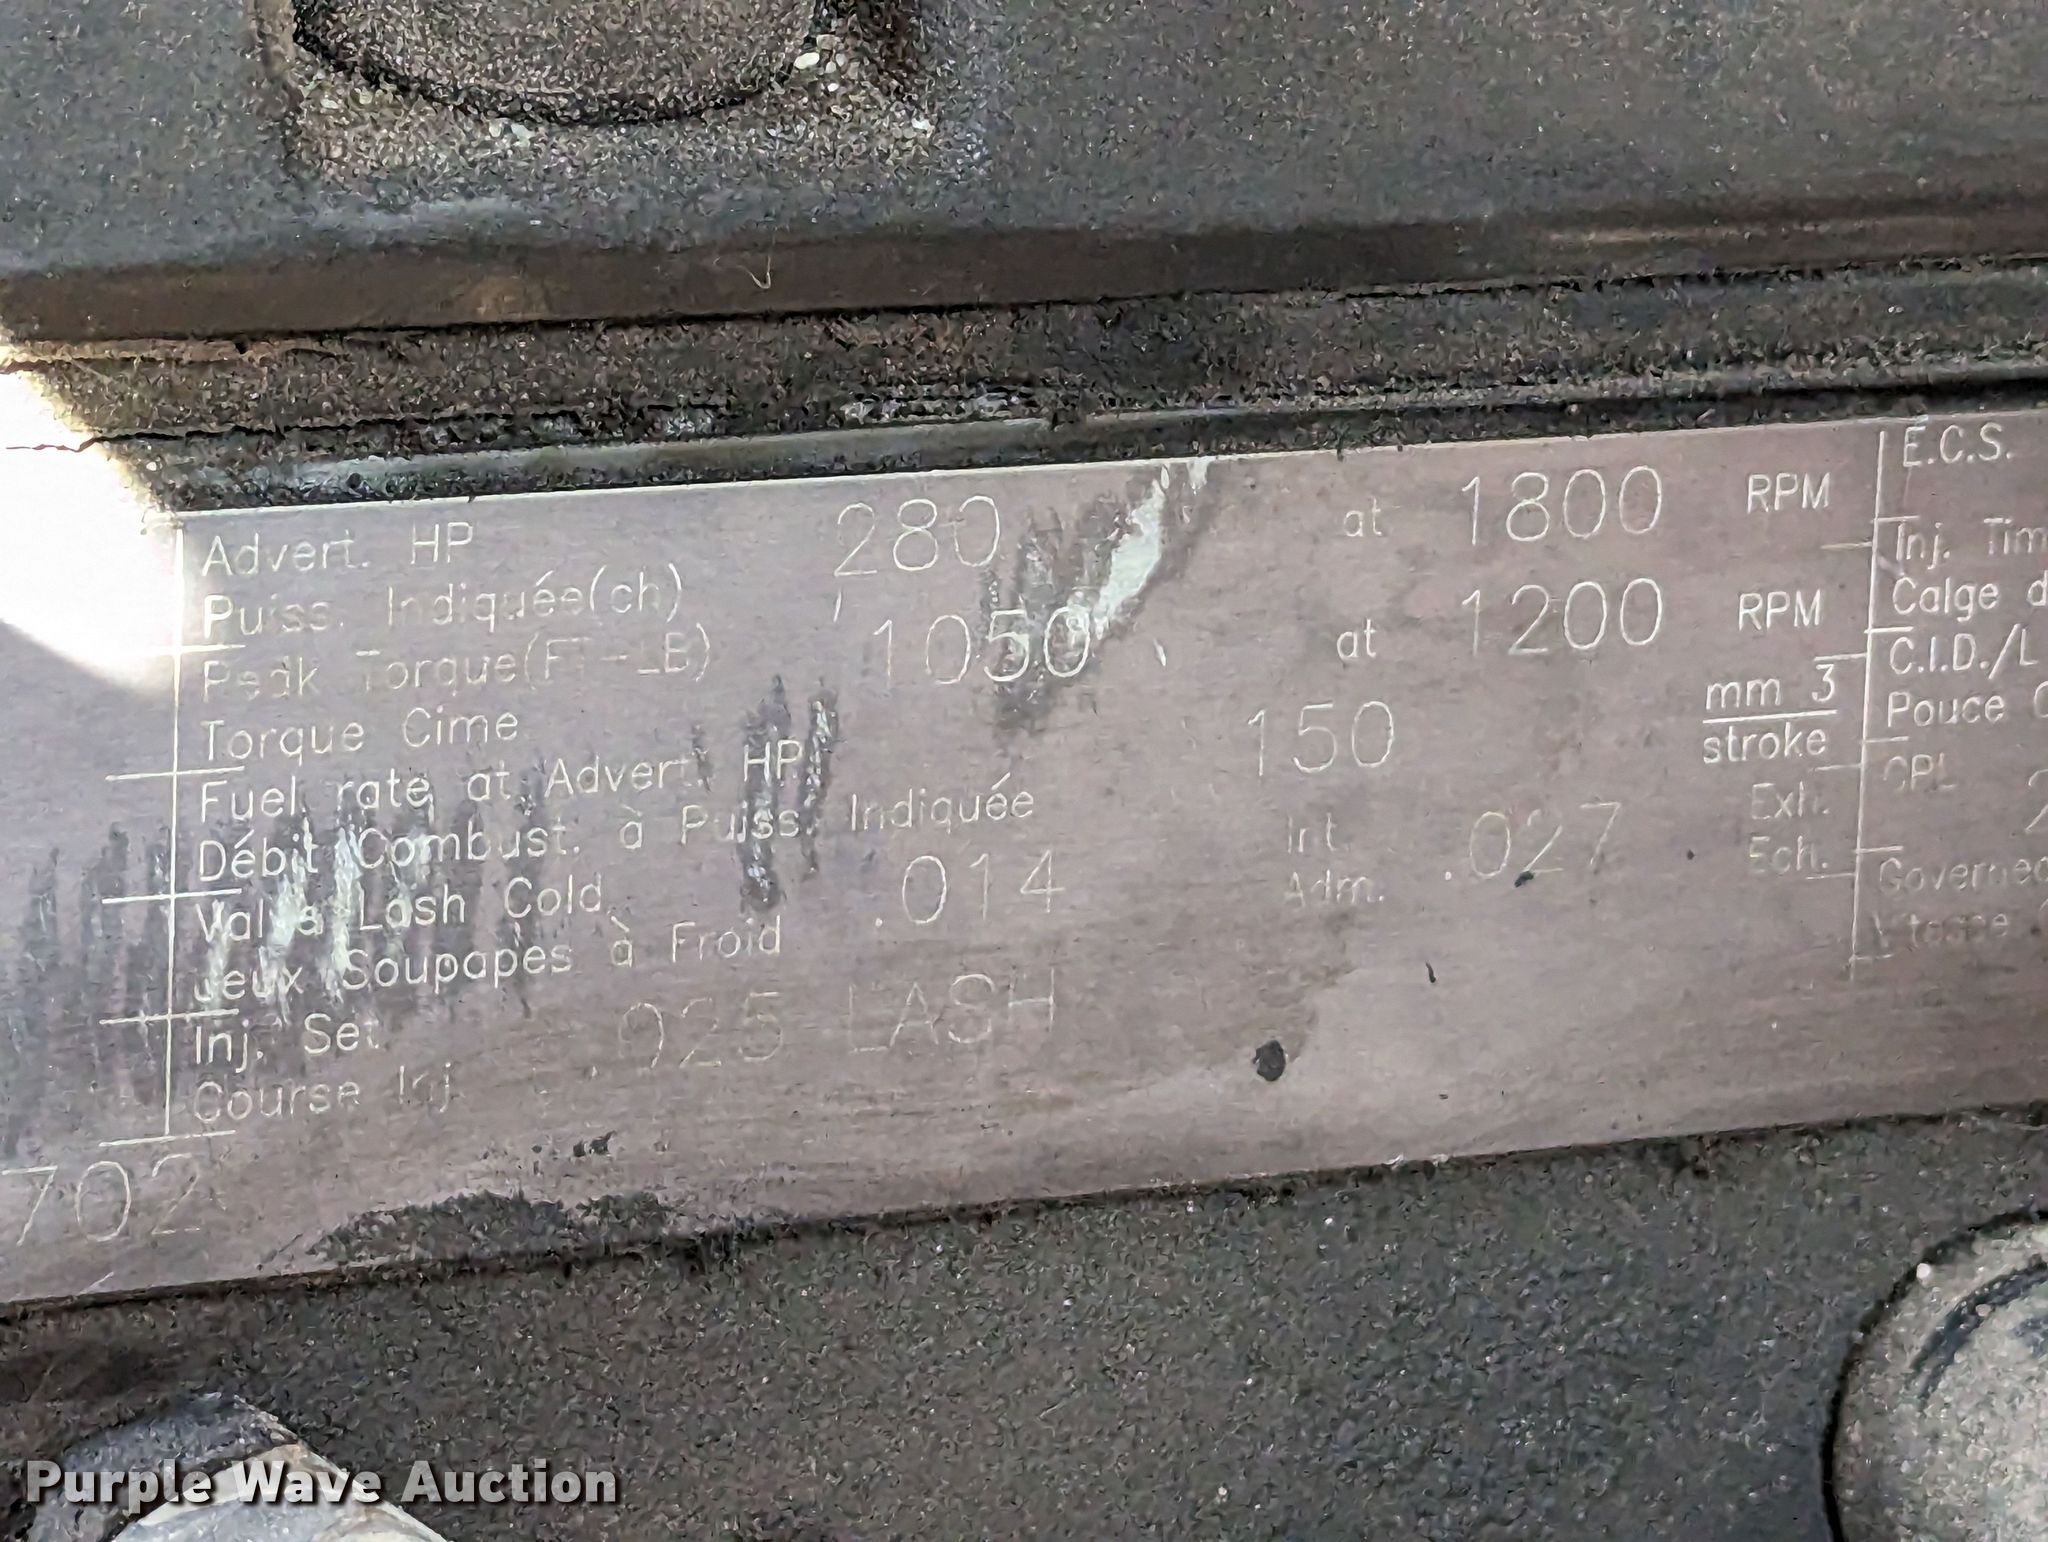 Advert. HP 280 at 1800 RPM
Puiss. Indiquée(ch)
Peak Torque(FT-LB) 1050 at 1200 RPM
Torque Cime
Fuel rate at Advert. HP 150 mm 3
stroke
Débit Combust. à Puiss. Indiquée
Valve Lash Cold .014 Int. .027 Exh.
Jeux Soupapes à Froid Adm. Ech.
Inj. Set 025 LASH
Course Inj.
702
E.C.S.
Inj. Tim
Calge d
C.I.D./L
Pouce C
CPL 2
Governed
Vitesse
Purple Wave Auction